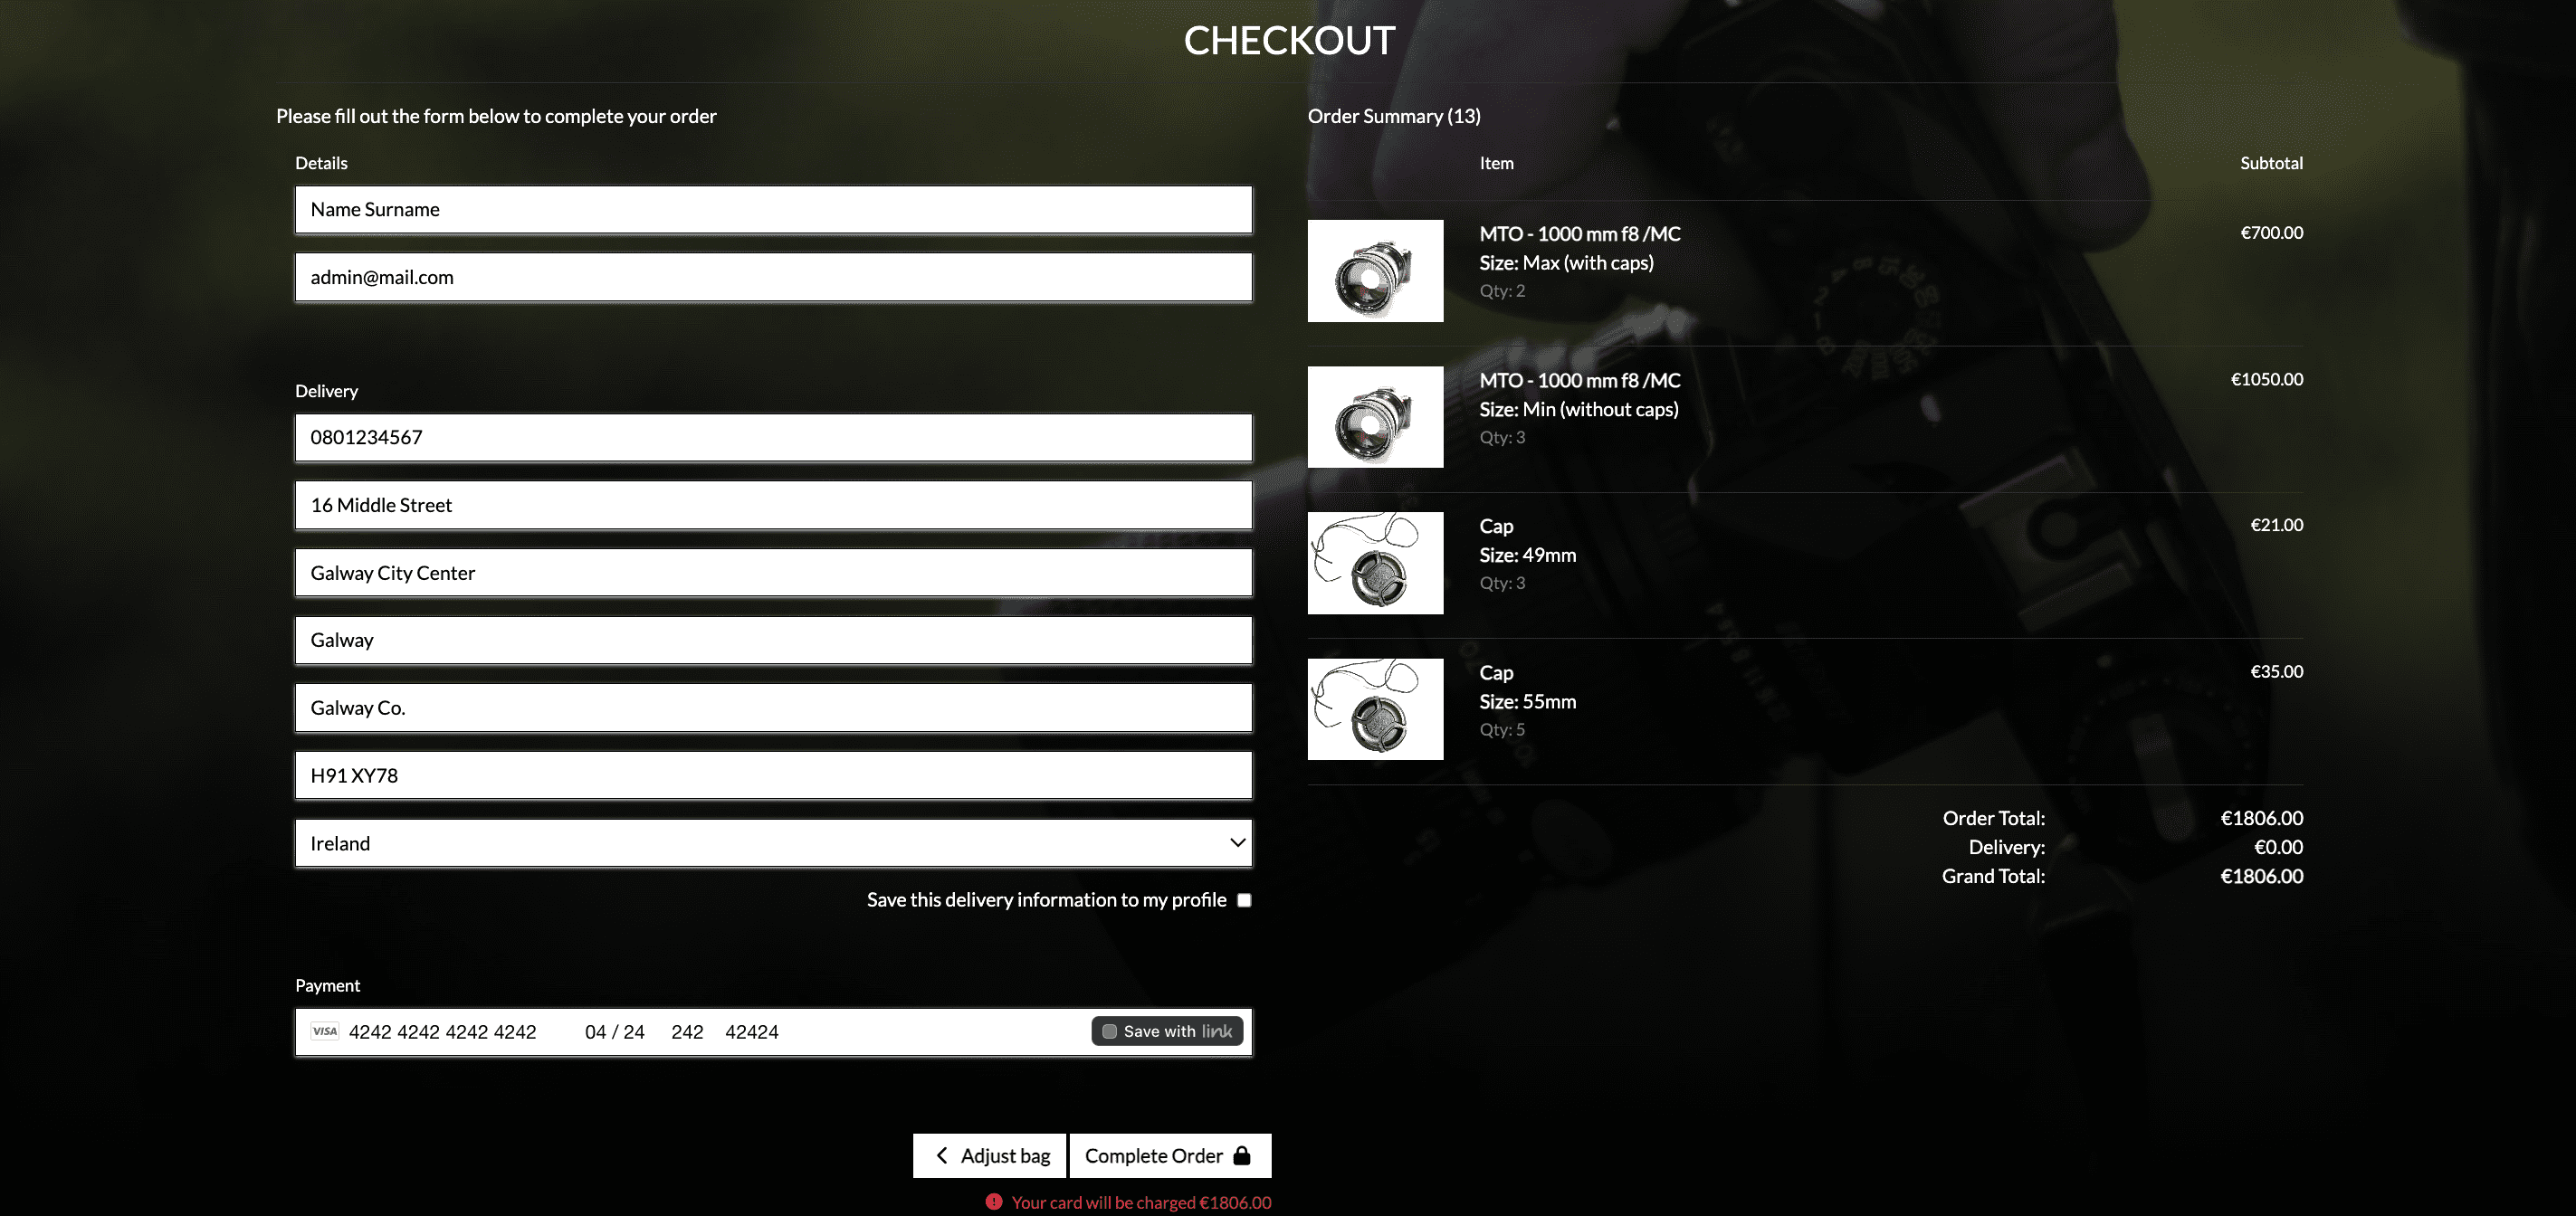 CHECKOUT
Please fill out the form below to complete your order
Details
Name Surname
admin@mail.com
Delivery
0801234567
16 Middle Street
Galway City Center
Galway
Galway Co.
H91 XY78
Ireland
Save this delivery information to my profile
Payment
VISA 4242 4242 4242 4242 04 / 24 242 42424 Save with link
Adjust bag Complete Order
Your card will be charged €1806.00
Order Summary (13)
Item Subtotal
MTO - 1000 mm f8 /MC €700.00
Size: Max (with caps)
Qty: 2
MTO - 1000 mm f8 /MC €1050.00
Size: Min (without caps)
Qty: 3
Cap €21.00
Size: 49mm
Qty: 3
Cap €35.00
Size: 55mm
Qty: 5
Order Total: €1806.00
Delivery: €0.00
Grand Total: €1806.00